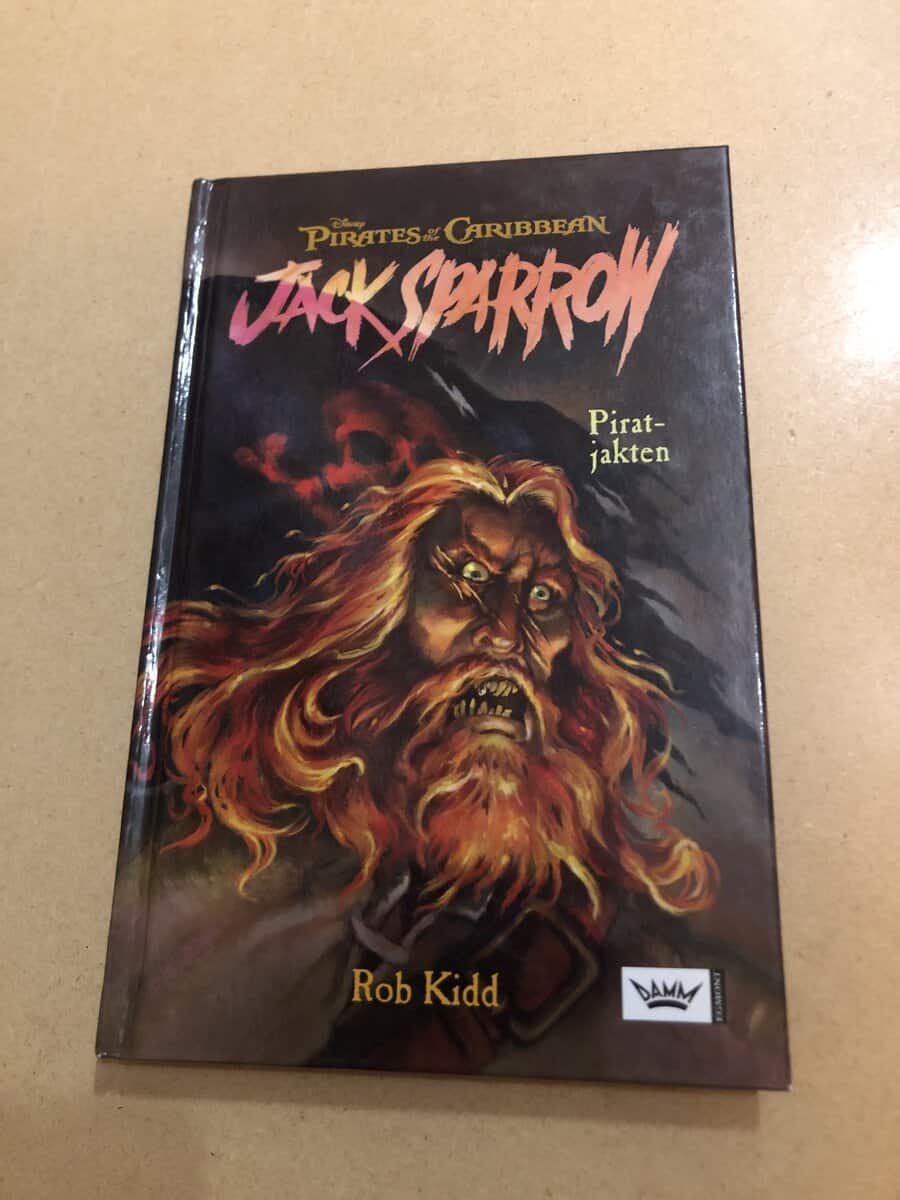 Disney
PIRATES of the CARIBBEAN
JACK SPARROW
Pirat-
jakten
Rob Kidd
DAMM
EGMONT